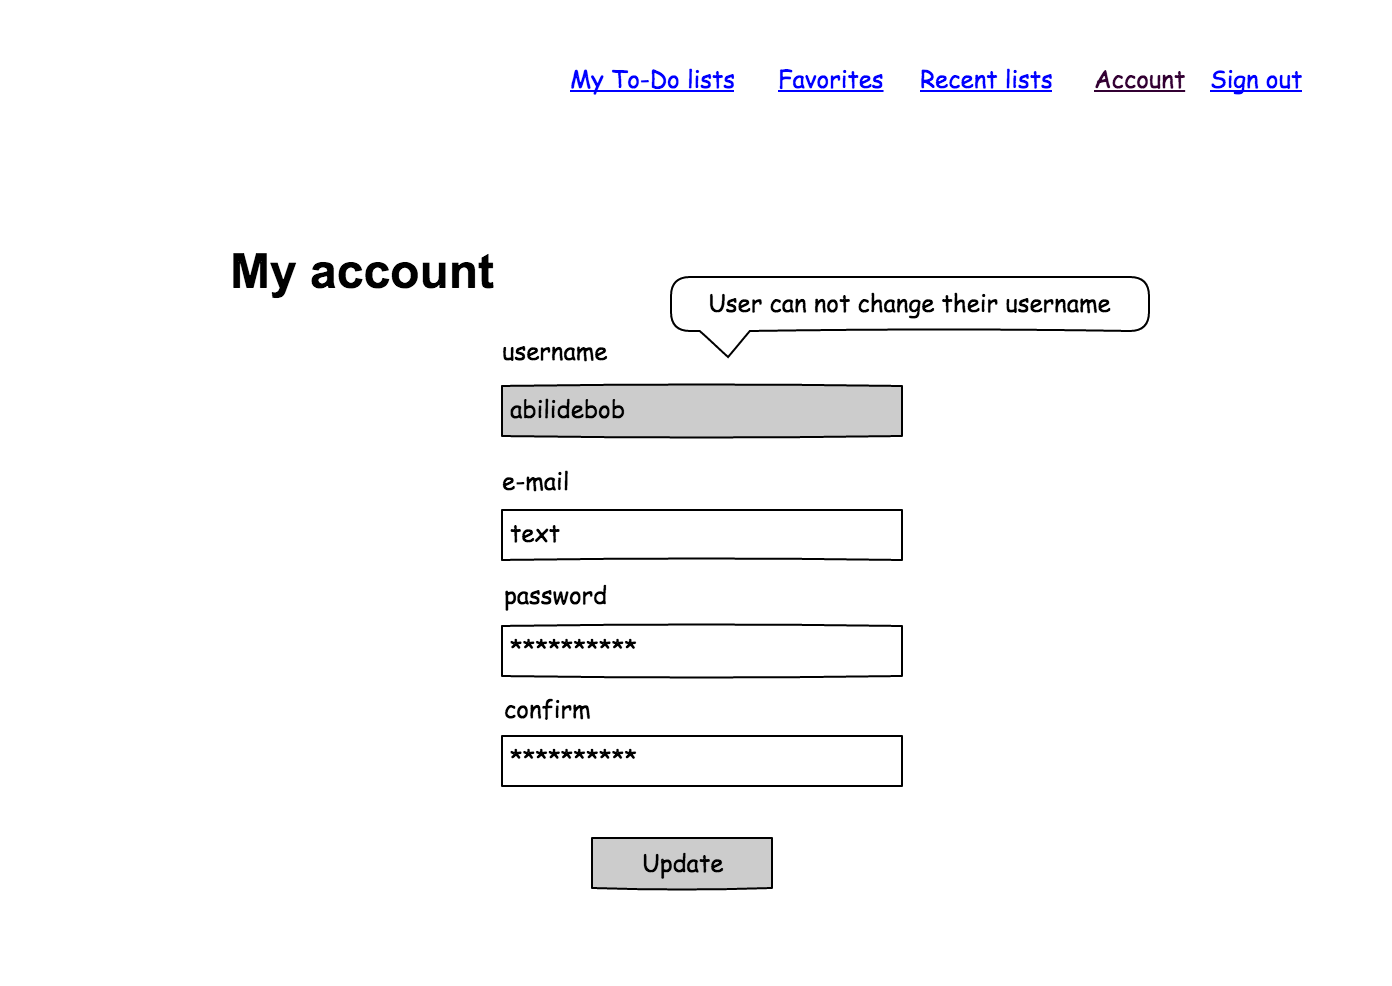 My To-Do lists Favorites Recent lists Account Sign out
My account
User can not change their username
username
abilidebob
e-mail
text
password
**********
confirm
**********
Update